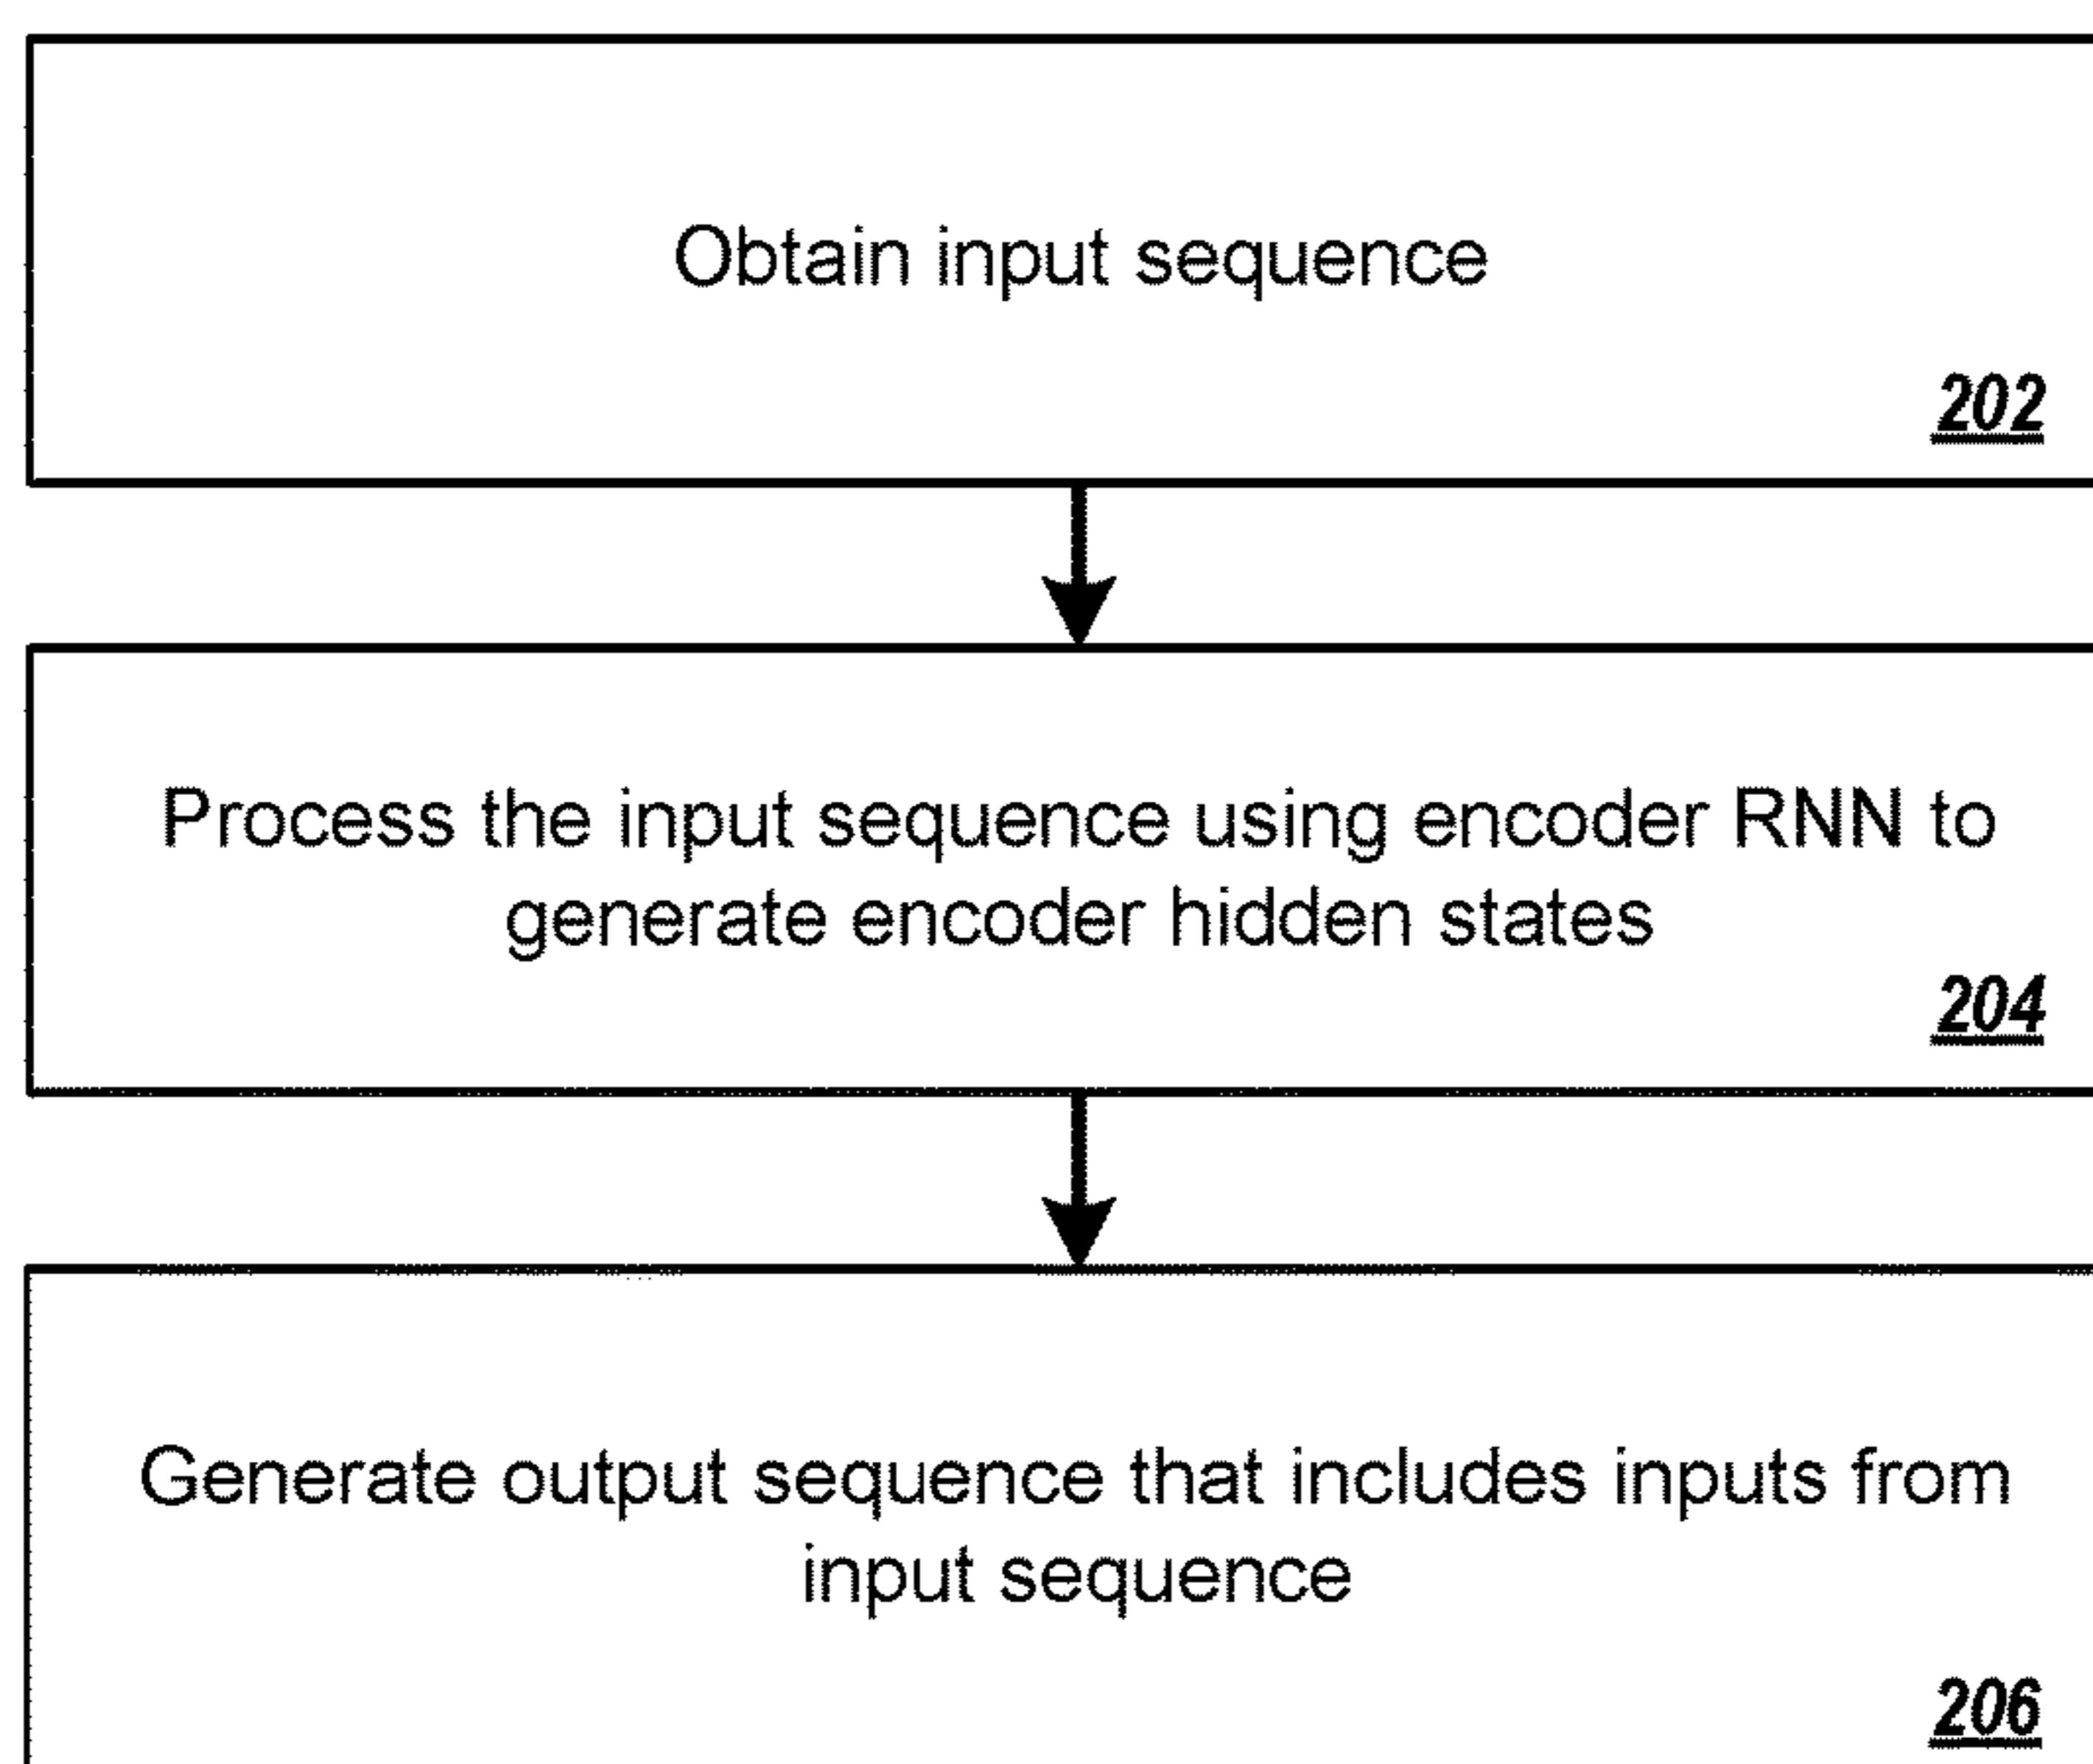 Obtain input sequence
202
Process the input sequence using encoder RNN to
generate encoder hidden states
204
Generate output sequence that includes inputs from
input sequence
206